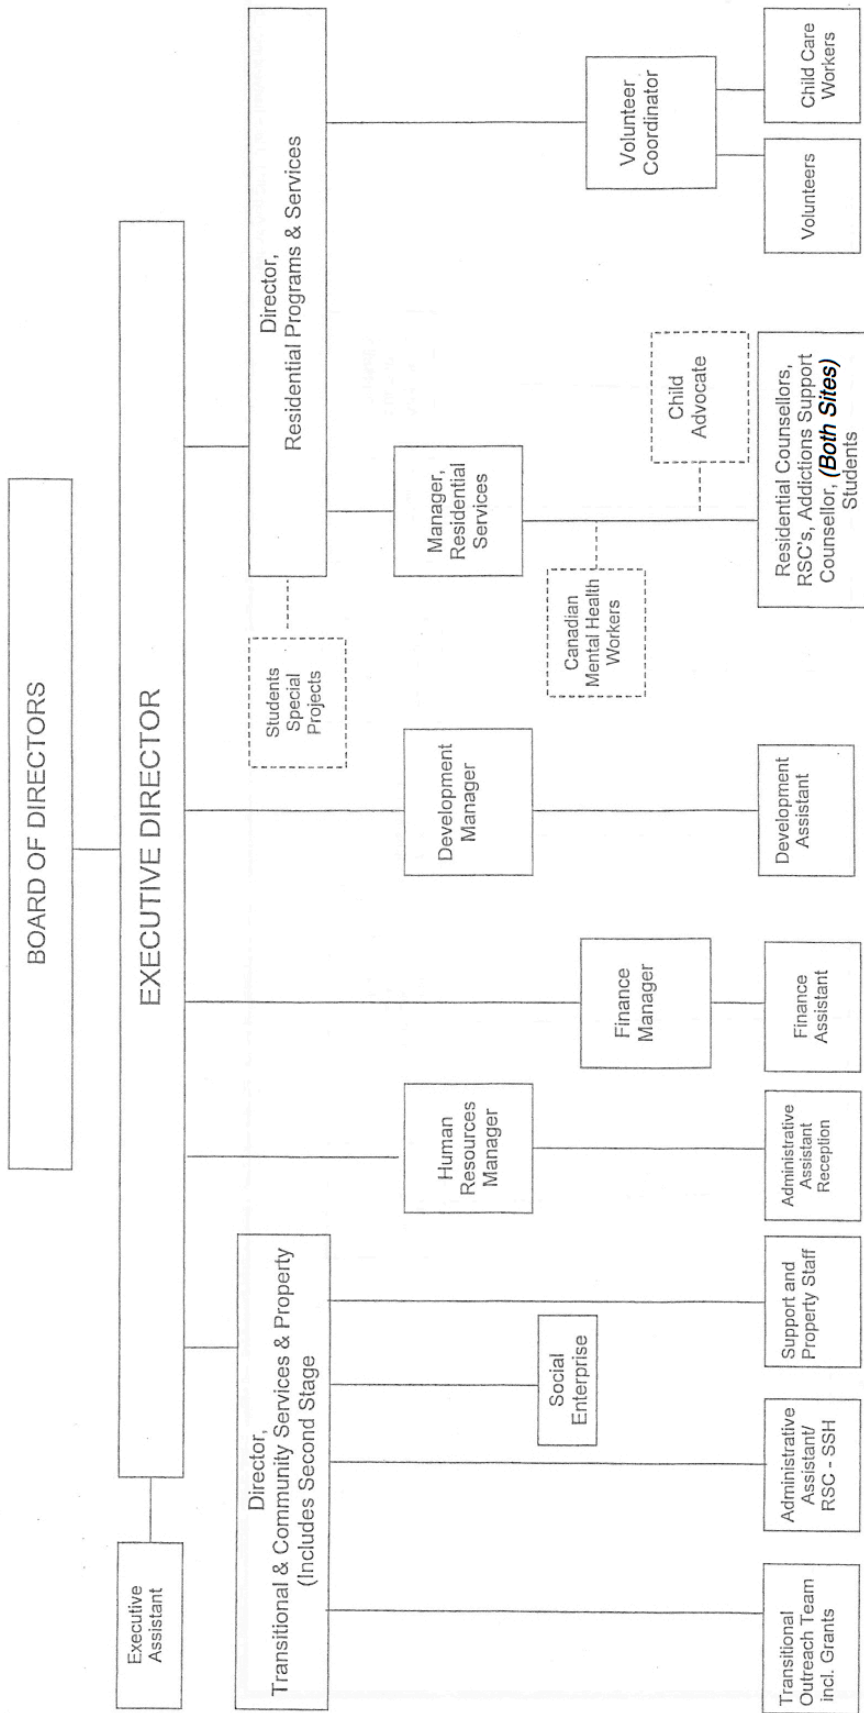 BOARD OF DIRECTORS
Executive
Assistant
EXECUTIVE DIRECTOR
Director,
Transitional & Community Services & Property
(Includes Second Stage
Director,
Residential Programs & Services
Students
Special
Projects
Human
Resources
Manager
Development
Manager
Manager,
Residential
Services
Social
Enterprise
Finance
Manager
Canadian
Mental Health
Workers
Volunteer
Coordinator
Child
Advocate
Transitional
Outreach Team
incl. Grants
Administrative
Assistant/
RSC - SSH
Support and
Property Staff
Administrative
Assistant
Reception
Finance
Assistant
Development
Assistant
Residential Counsellors,
RSC's, Addictions Support
Counsellor, (Both Sites)
Students
Volunteers
Child Care
Workers